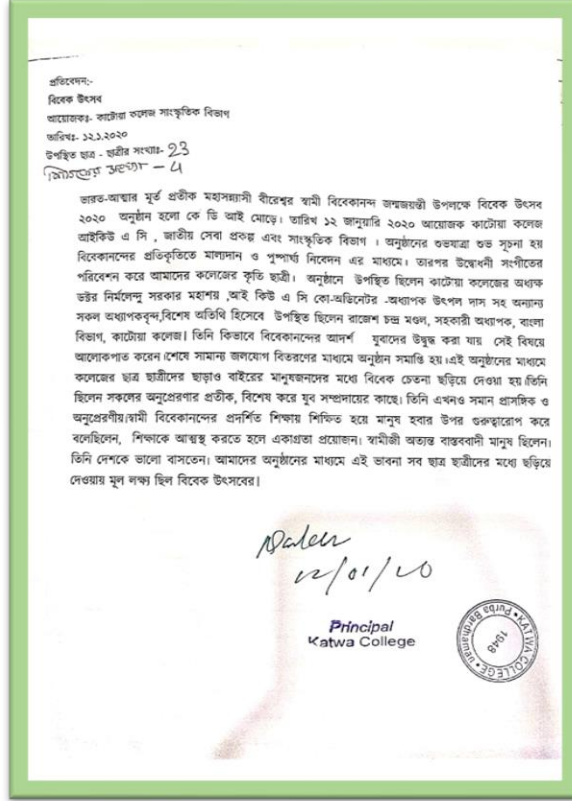 প্রতিবেদন:-
বিবেক উৎসব
আয়োজকঃ- কাটোয়া কলেজ সাংস্কৃতিক বিভাগ
তারিখঃ- ১২.১.২০২০
উপস্থিত ছাত্র - ছাত্রীর সংখ্যাঃ- 23
- 4
ভারত-আত্মার মূর্ত প্রতীক মহাসন্ন্যাসী বীরেশ্বর স্বামী বিবেকানন্দ জন্মজয়ন্তী উপলক্ষে বিবেক উৎসব
২০২০ অনুষ্ঠান হলো কে ডি আই মোড়ে। তারিখ ১২ জানুয়ারি ২০২০ আয়োজক কাটোয়া কলেজ
আইকিউ এ সি , জাতীয় সেবা প্রকল্প এবং সাংস্কৃতিক বিভাগ । অনুষ্ঠানের শুভযাত্রা শুভ সূচনা হয়
বিবেকানন্দের প্রতিকৃতিতে মাল্যদান ও পুষ্পার্ঘ্য নিবেদন এর মাধ্যমে। তারপর উদ্বোধনী সংগীতের
পরিবেশন করে আমাদের কলেজের কৃতি ছাত্রী। অনুষ্ঠানে উপস্থিত ছিলেন কাটোয়া কলেজের অধ্যক্ষ
ডক্টর নির্মলেন্দু সরকার মহাশয় ,আই কিউ এ সি কো-অডিনেটর -অধ্যাপক উৎপল দাস সহ অন্যান্য
সকল অধ্যাপকবৃন্দ,বিশেষ অতিথি হিসেবে উপস্থিত ছিলেন রাজেশ চন্দ্র মণ্ডল, সহকারী অধ্যাপক, বাংলা
বিভাগ, কাটোয়া কলেজ। তিনি কিভাবে বিবেকানন্দের আদর্শ যুবাদের উদ্বুদ্ধ করা যায় সেই বিষয়ে
আলোকপাত করেন।শেষে সামান্য জলযোগ বিতরণের মাধ্যমে অনুষ্ঠান সমাপ্তি হয়।এই অনুষ্ঠানের মাধ্যমে
কলেজের ছাত্র ছাত্রীদের ছাড়াও বাইরের মানুষজনদের মধ্যে বিবেক চেতনা ছড়িয়ে দেওয়া হয়।তিনি
ছিলেন সকলের অনুপ্রেরণার প্রতীক, বিশেষ করে যুব সম্প্রদায়ের কাছে। তিনি এখনও সমান প্রাসঙ্গিক ও
অনুপ্রেরণীয়।স্বামী বিবেকানন্দের প্রদর্শিত শিক্ষায় শিক্ষিত হয়ে মানুষ হবার উপর গুরুত্বারোপ করে
বলেছিলেন, শিক্ষাকে আত্মস্থ করতে হলে একাগ্রতা প্রয়োজন। স্বামীজী অত্যন্ত বাস্তববাদী মানুষ ছিলেন।
তিনি দেশকে ভালো বাসতেন। আমাদের অনুষ্ঠানের মাধ্যমে এই ভাবনা সব ছাত্র ছাত্রীদের মধ্যে ছড়িয়ে
দেওয়ায় মূল লক্ষ্য ছিল বিবেক উৎসবের|
১২/০১/২০
Principal
Katwa College
KATWA COLLEGE • Purba Bardhaman •
1948